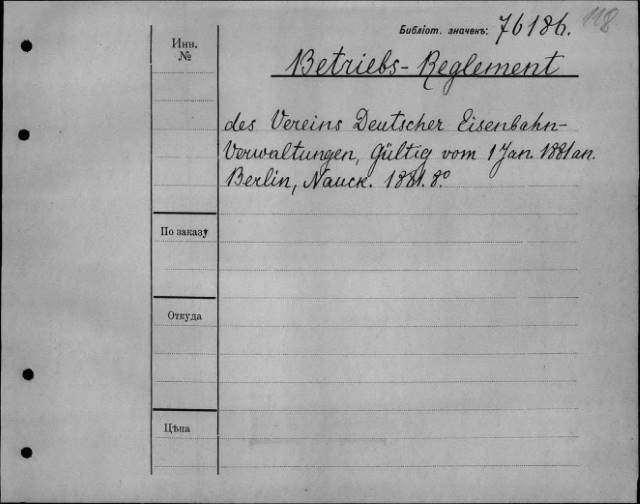 Библіот. значекъ: 76186. 118.
Инн.
№
Betriebs-Reglement
des Vereins Deutscher Eisenbahn-
Verwaltungen, Gültig vom 1 Jan. 1881 an.
Berlin, Nauck. 1881. 8.º
По заказу
Откуда
Цѣна